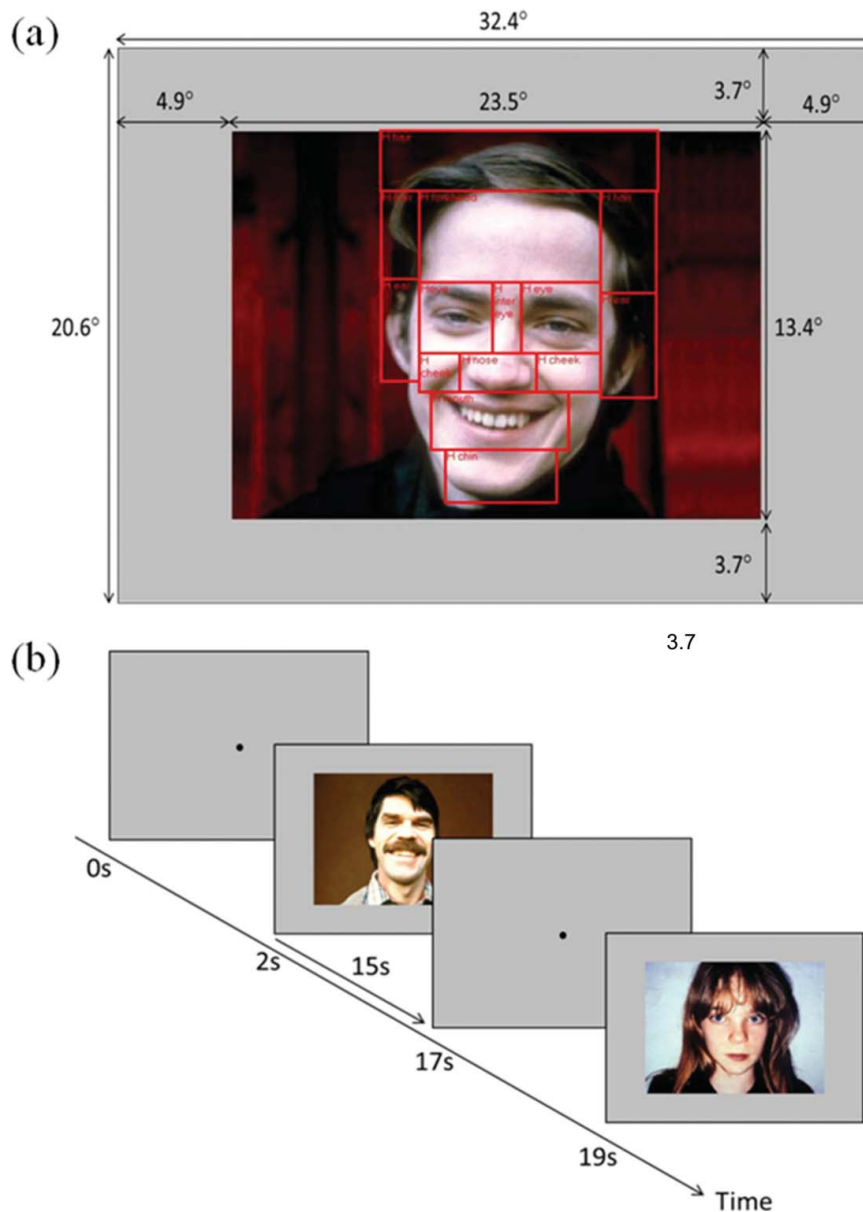 (a)
32.4°
4.9°
23.5°
3.7°
4.9°
H hair
H hair
H forehead
H hair
H ear
H eye
H
inter
eye
H eye
H ear
20.6°
13.4°
H
cheek
H nose
H cheek
H mouth
H chin
3.7°
3.7
(b)
0s
2s
15s
17s
19s
Time